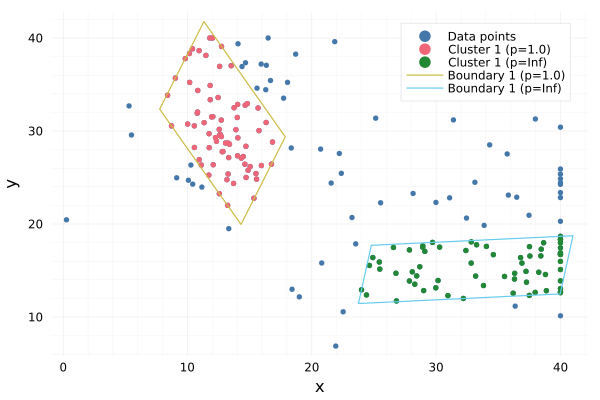 Data points
Cluster 1 (p=1.0)
Cluster 1 (p=Inf)
Boundary 1 (p=1.0)
Boundary 1 (p=Inf)
40
30
20
10
y
0 10 20 30 40
x